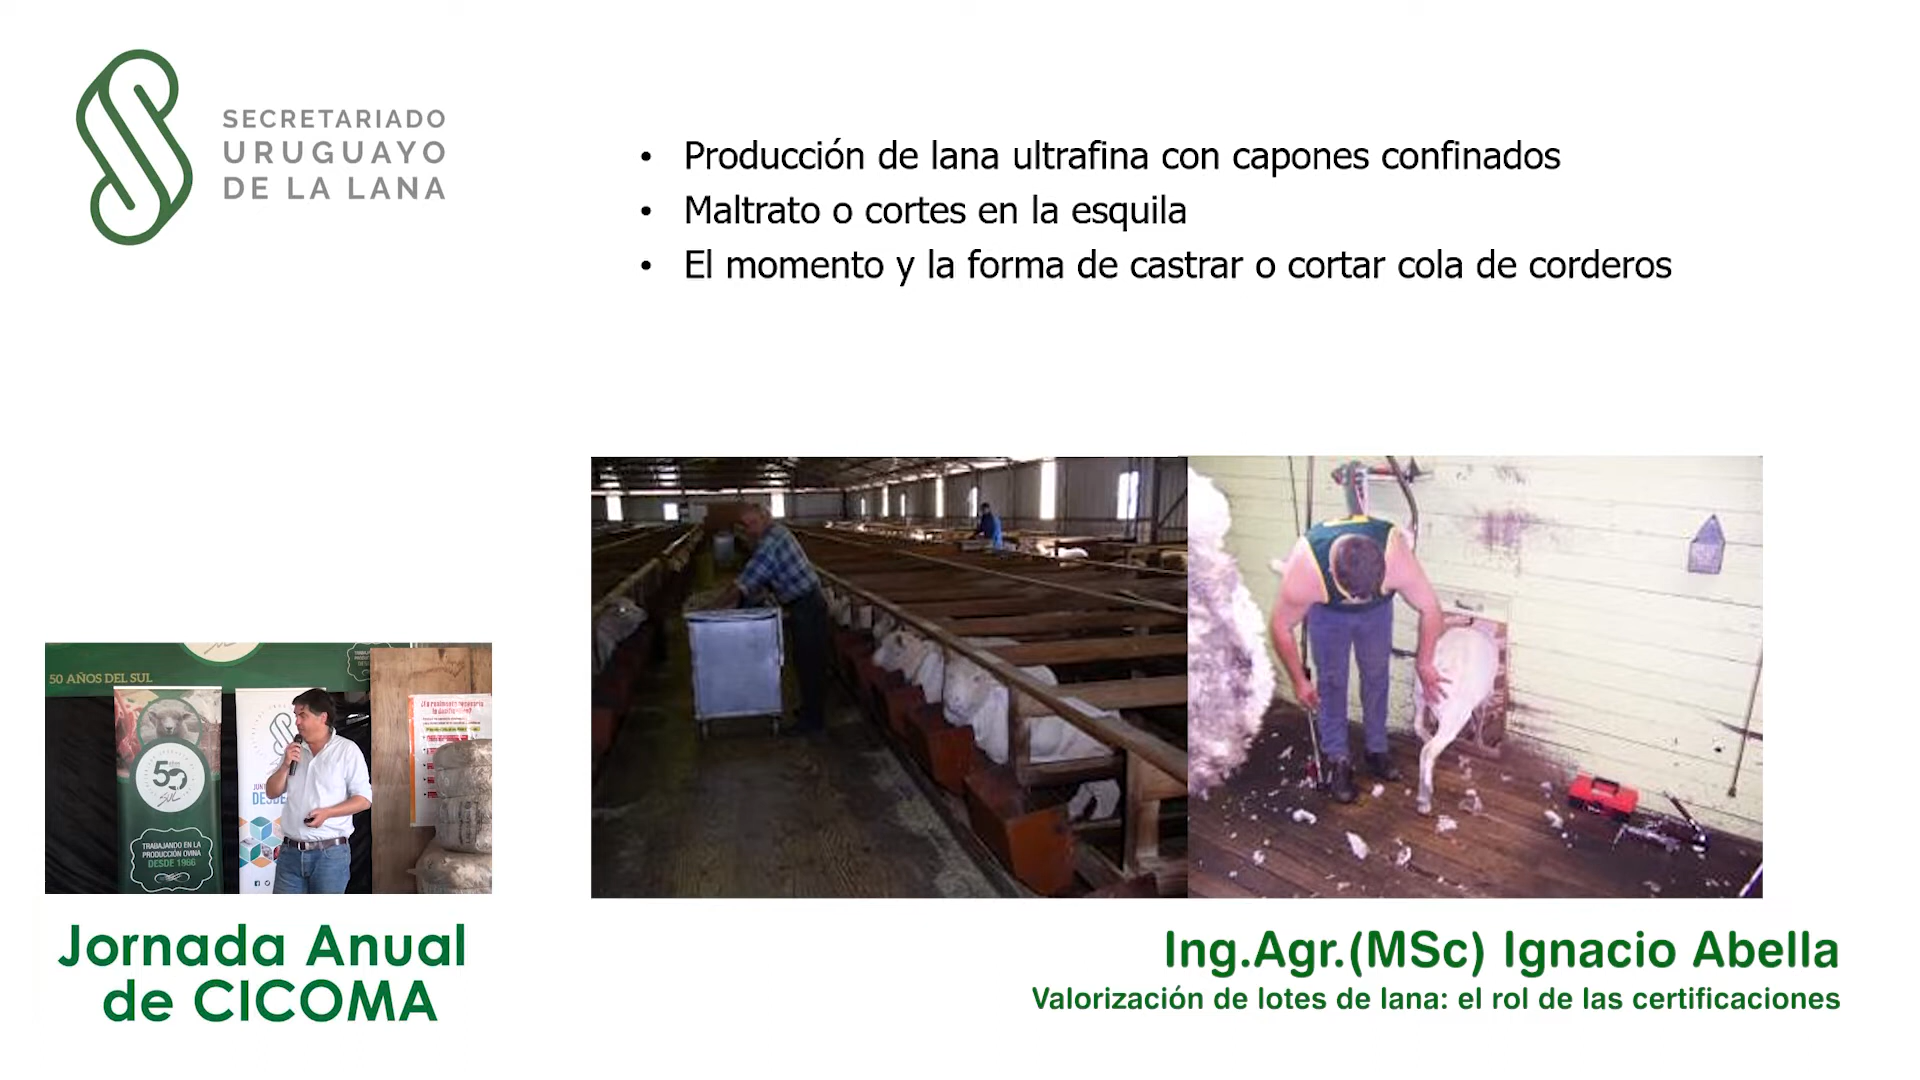 SECRETARIADO
URUGUAYO
DE LA LANA
• Producción de lana ultrafina con capones confinados
• Maltrato o cortes en la esquila
• El momento y la forma de castrar o cortar cola de corderos
50 AÑOS DEL SUL
50
SUL
TRABAJANDO EN LA
PRODUCCIÓN OVINA
DESDE 1966
Jornada Anual
de CICOMA
Ing.Agr.(MSc) Ignacio Abella
Valorización de lotes de lana: el rol de las certificaciones